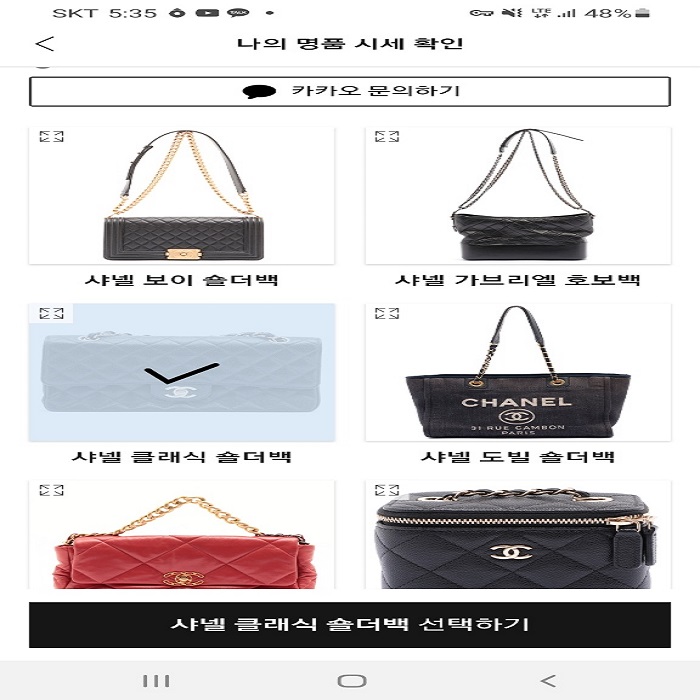 SKT 5:35
LTE 48%
나의 명품 시세 확인
카카오 문의하기
샤넬 보이 숄더백
샤넬 가브리엘 호보백
CHANEL
31 RUE CAMBON
PARIS
샤넬 클래식 숄더백
샤넬 도빌 숄더백
샤넬 클래식 숄더백 선택하기